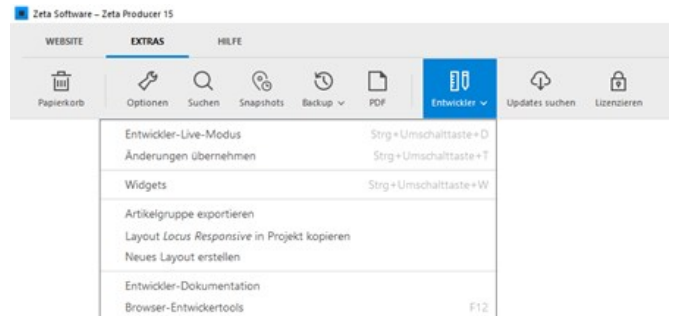 Zeta Software – Zeta Producer 15
WEBSITE EXTRAS HILFE
Papierkorb Optionen Suchen Snapshots Backup PDF Entwickler Updates suchen Lizenzieren
Entwickler-Live-Modus Strg+Umschalttaste+D
Änderungen übernehmen Strg+Umschalttaste+T
Widgets Strg+Umschalttaste+W
Artikelgruppe exportieren
Layout Locus Responsive in Projekt kopieren
Neues Layout erstellen
Entwickler-Dokumentation
Browser-Entwickertools F12